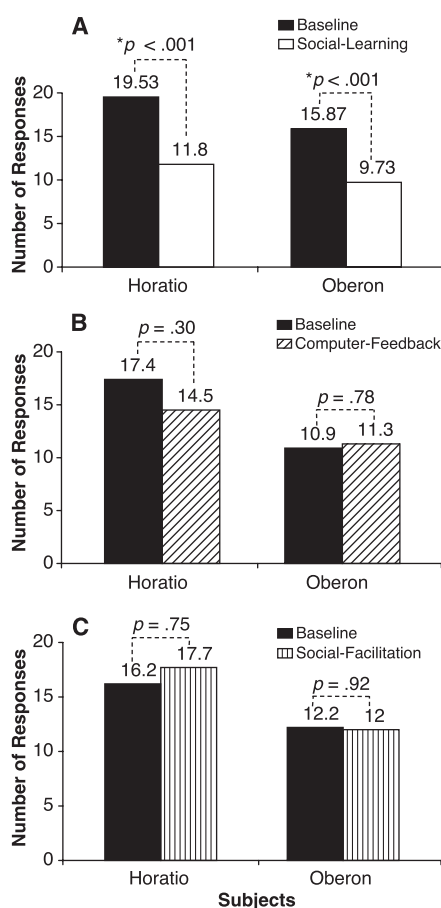 A
Baseline
Social-Learning
*p < .001
19.53
11.8
*p < .001
15.87
9.73
Number of Responses
20
15
10
5
0
Horatio
Oberon
B
Baseline
Computer-Feedback
p = .30
17.4
14.5
p = .78
10.9
11.3
Number of Responses
20
15
10
5
0
Horatio
Oberon
C
Baseline
Social-Facilitation
p = .75
16.2
17.7
p = .92
12.2
12
Number of Responses
20
15
10
5
0
Horatio
Oberon
Subjects